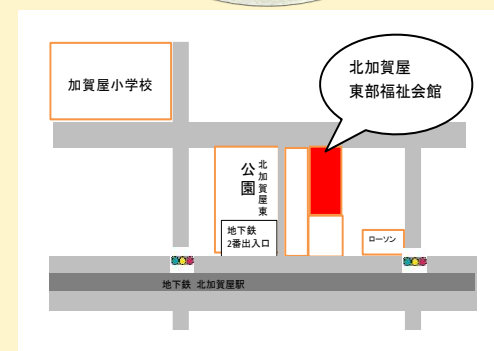 加賀屋小学校
北加賀屋
東部福祉会館
北加賀屋東
公園
地下鉄
2番出入口
ローソン
地下鉄 北加賀屋駅